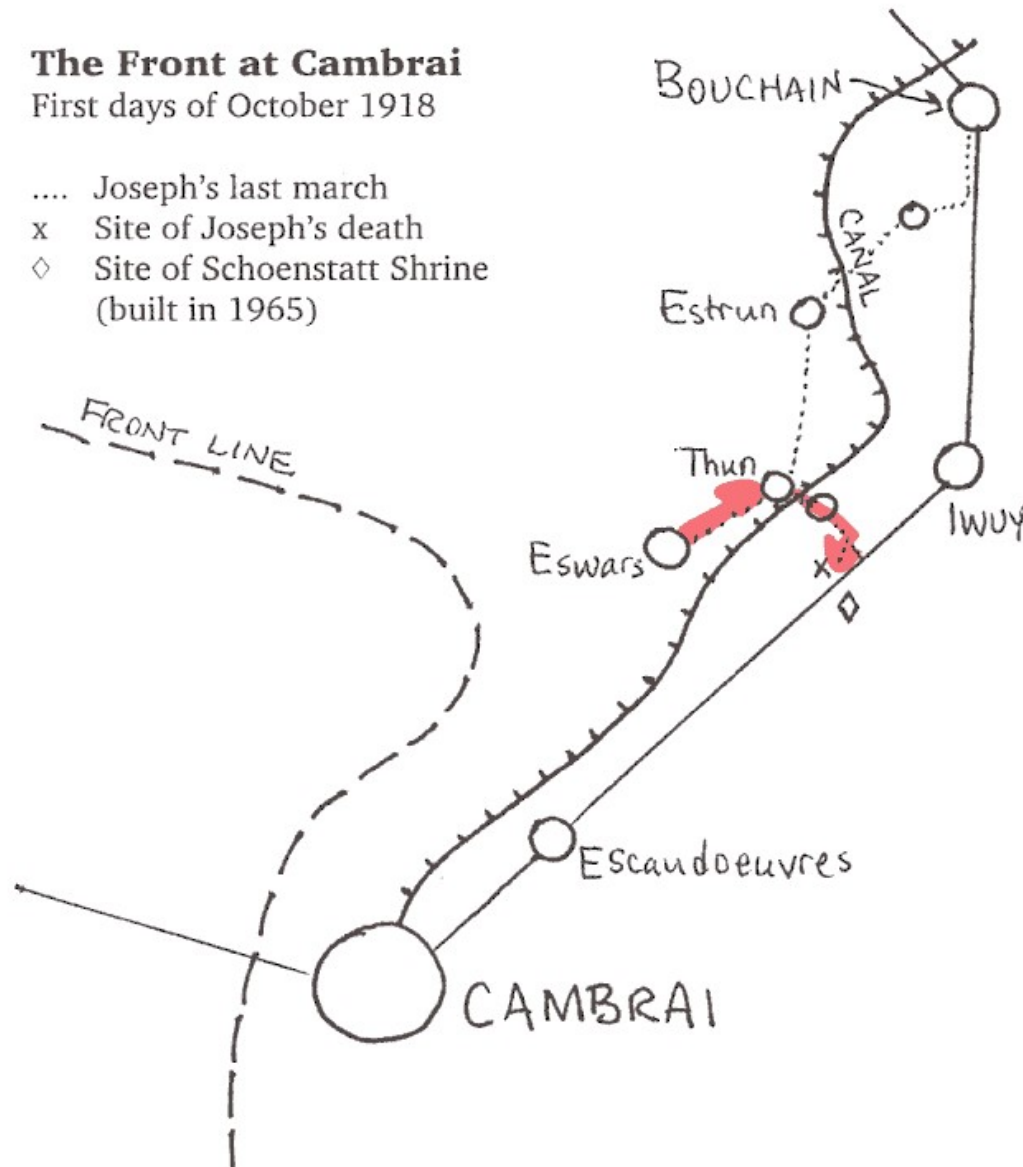 The Front at Cambrai
First days of October 1918
.... Joseph's last march
x Site of Joseph's death
◊ Site of Schoenstatt Shrine
(built in 1965)
BOUCHAIN
CANAL
Estrun
FRONT LINE
Thun
IWUY
Eswars
x
Escaudoeuvres
CAMBRAI